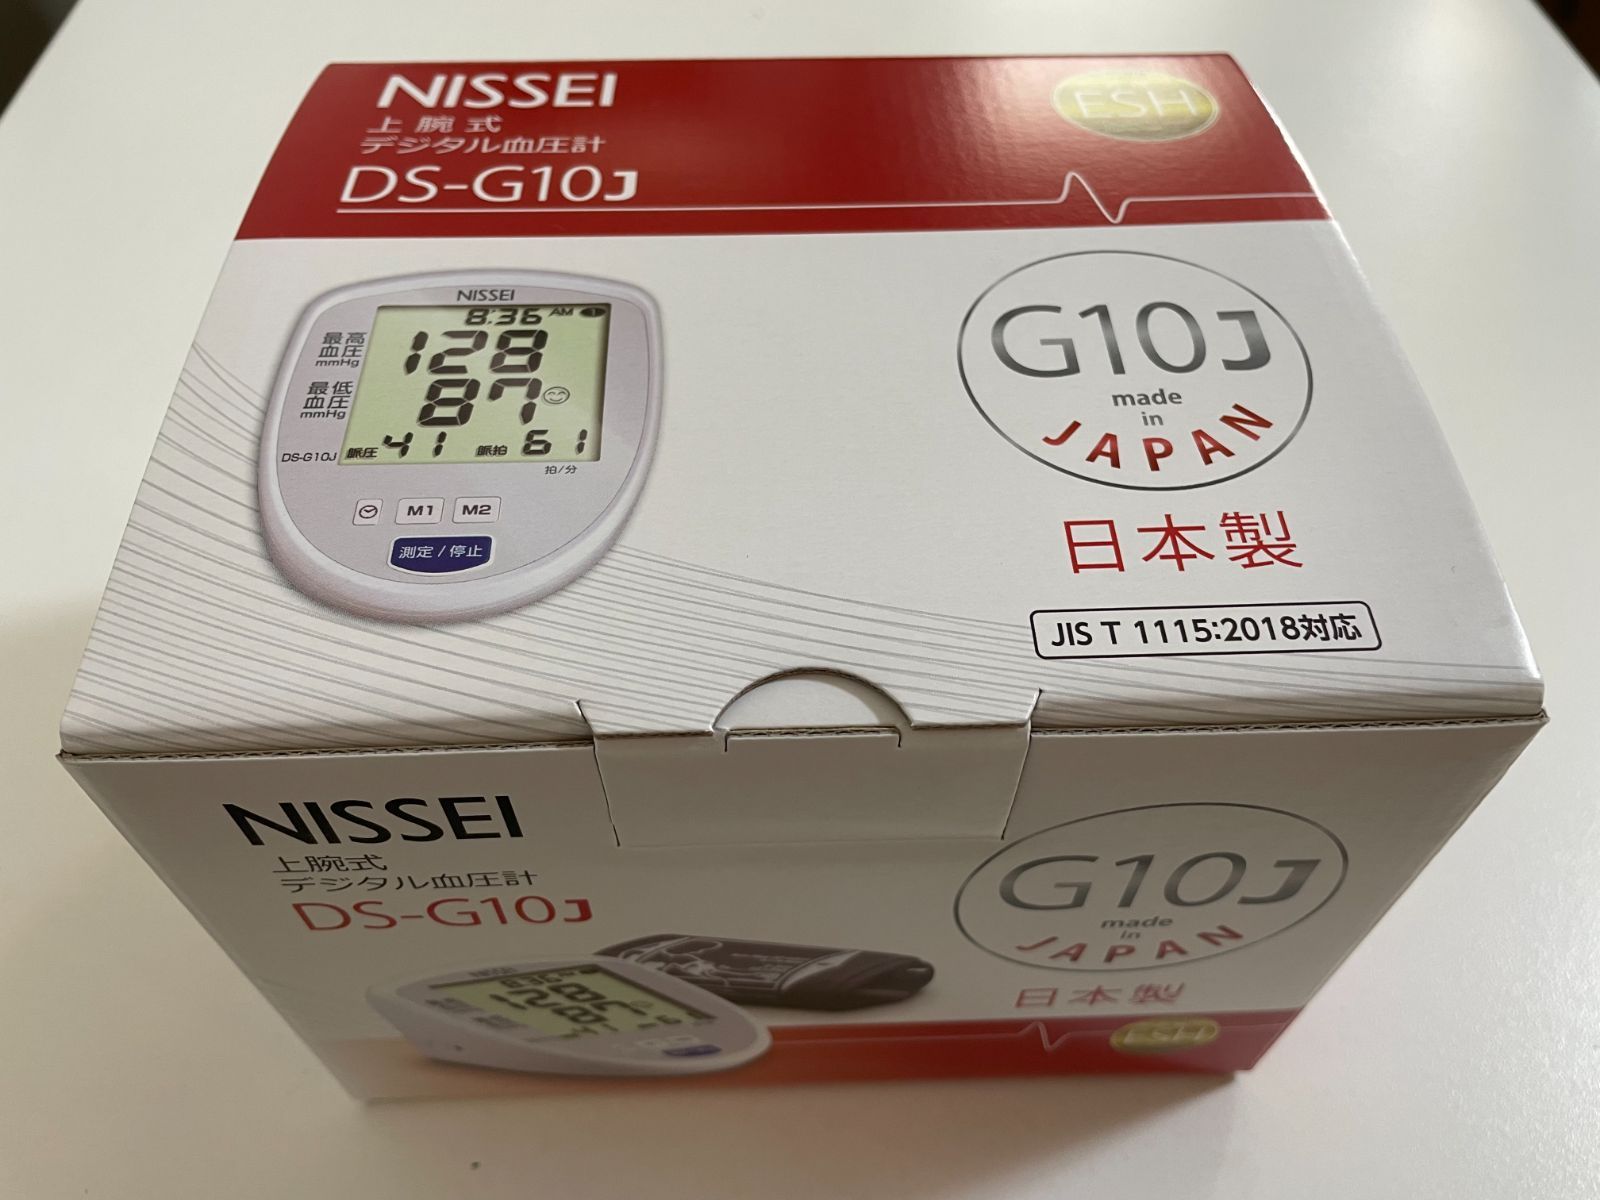 NISSEI
上腕式
デジタル血圧計
DS-G10J
ESH
NISSEI
8:36 AM 1
最高
血圧
mmHg
128
最低
血圧
mmHg
87
DS-G10J
脈圧 41 脈拍 61
拍/分
M1 M2
測定/停止
G10J
made
in
JAPAN
日本製
JIS T 1115:2018対応
NISSEI
上腕式
デジタル血圧計
DS-G10J
G10J
made
in
JAPAN
日本製
NISSEI
ESH